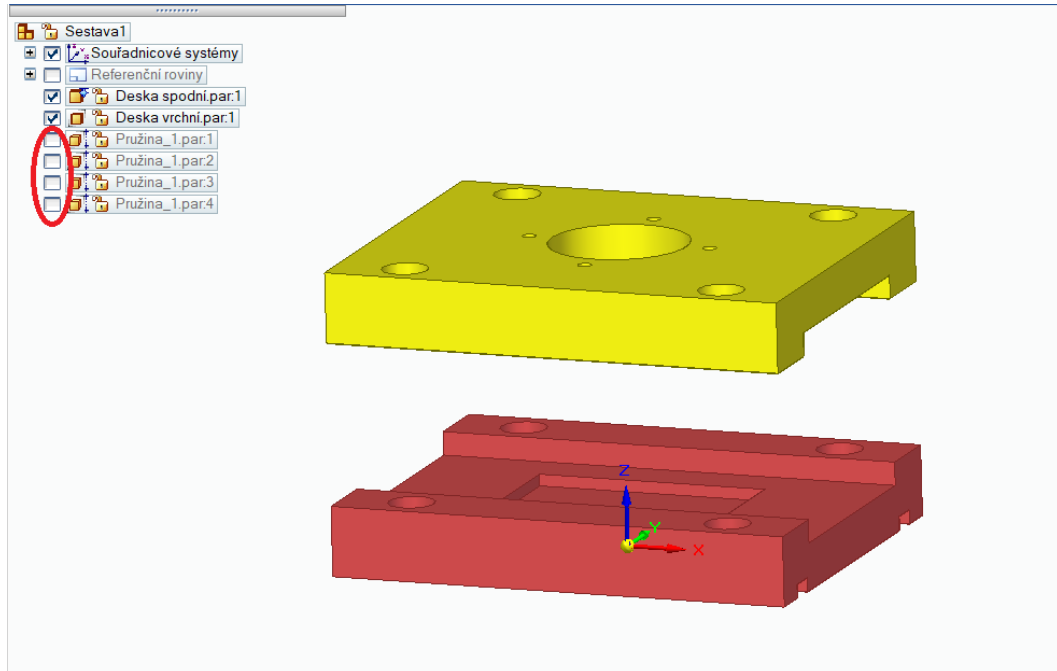 Sestava1
Souřadnicové systémy
Referenční roviny
Deska spodní.par:1
Deska vrchní.par:1
Pružina_1.par:1
Pružina_1.par:2
Pružina_1.par:3
Pružina_1.par:4
Z
Y
X